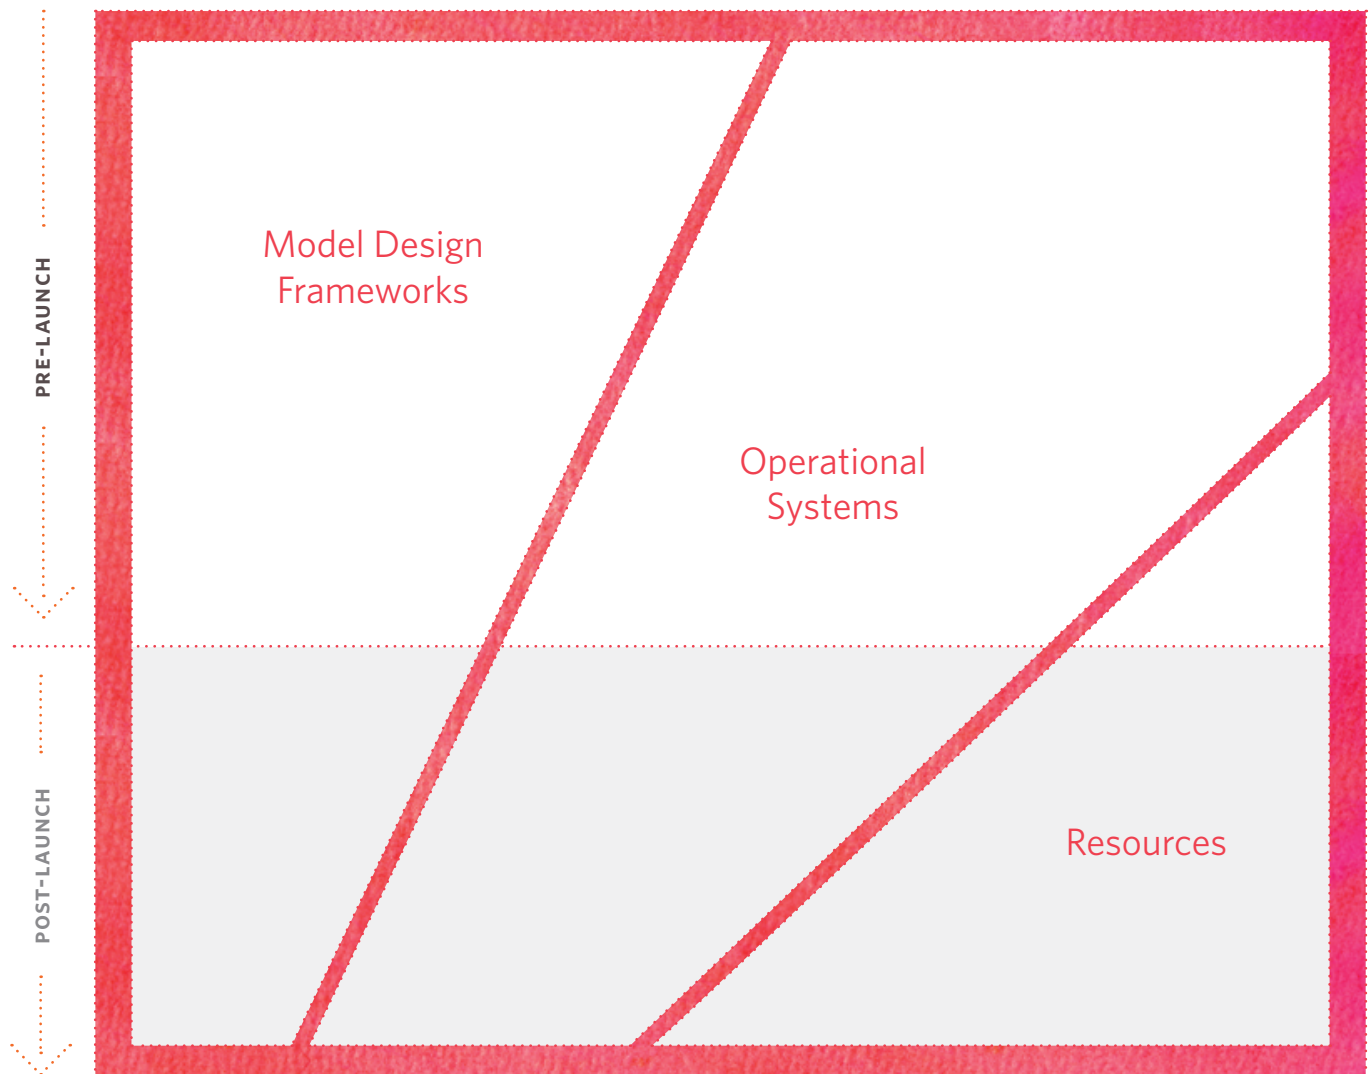 PRE-LAUNCH
Model Design
Frameworks
Operational
Systems
POST-LAUNCH
Resources